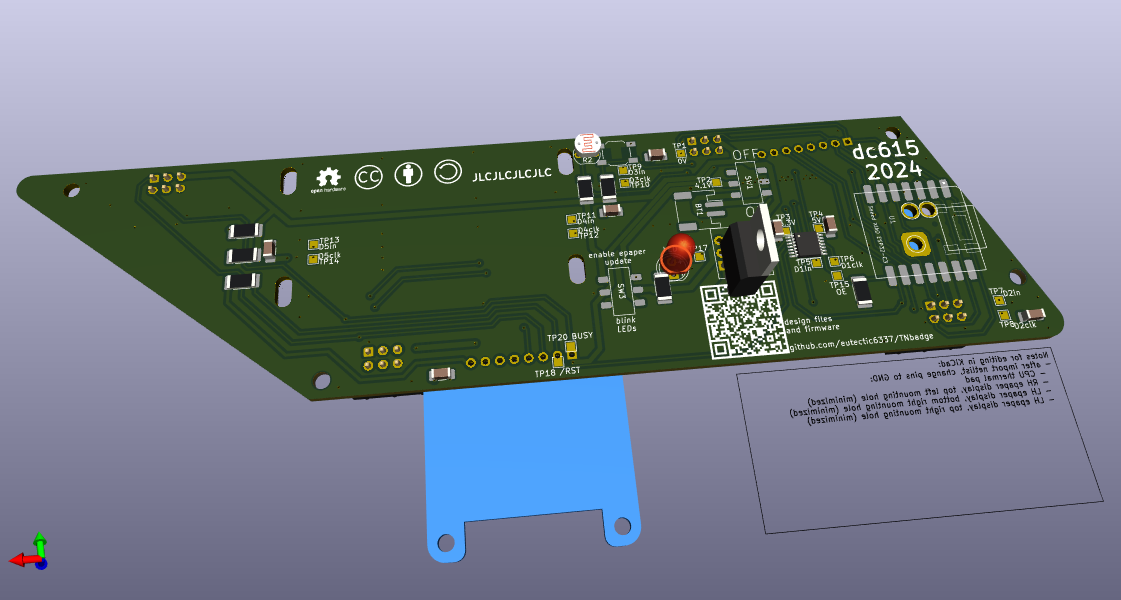 dc615
2024
OFF
SW1
O
TP1
0V
R2
TP9
D3in
D3clk
TP10
TP2
4.1V
BT1
TP3
TP4
5V
U1
open hardware
CC
JLCJLCJLCJLC
TP11
D4in
D4clk
TP12
TP13
D5in
D5clk
TP14
enable epaper
update
SW3
blink
LEDs
D1in
TP6
D1clk
TP15
OE
TP7
D2in
TP8
D2clk
design files
and firmware
github.com/eutectic6337/TNbadge
TP20 BUSY
TP18 /RST
Notes for editing in KiCad:
- after import netlist, change pins to GND:
- CPU thermal pad
- RH epaper display, top left mounting hole (minimized)
- LH epaper display, bottom right mounting hole (minimized)
- LH epaper display, top right mounting hole (minimized)